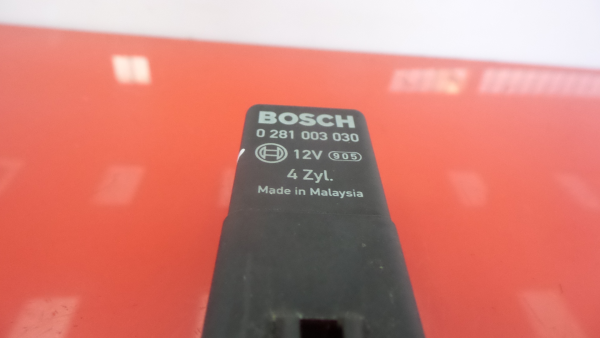 BOSCH
0 281 003 030
12V 905
4 Zyl.
Made in Malaysia